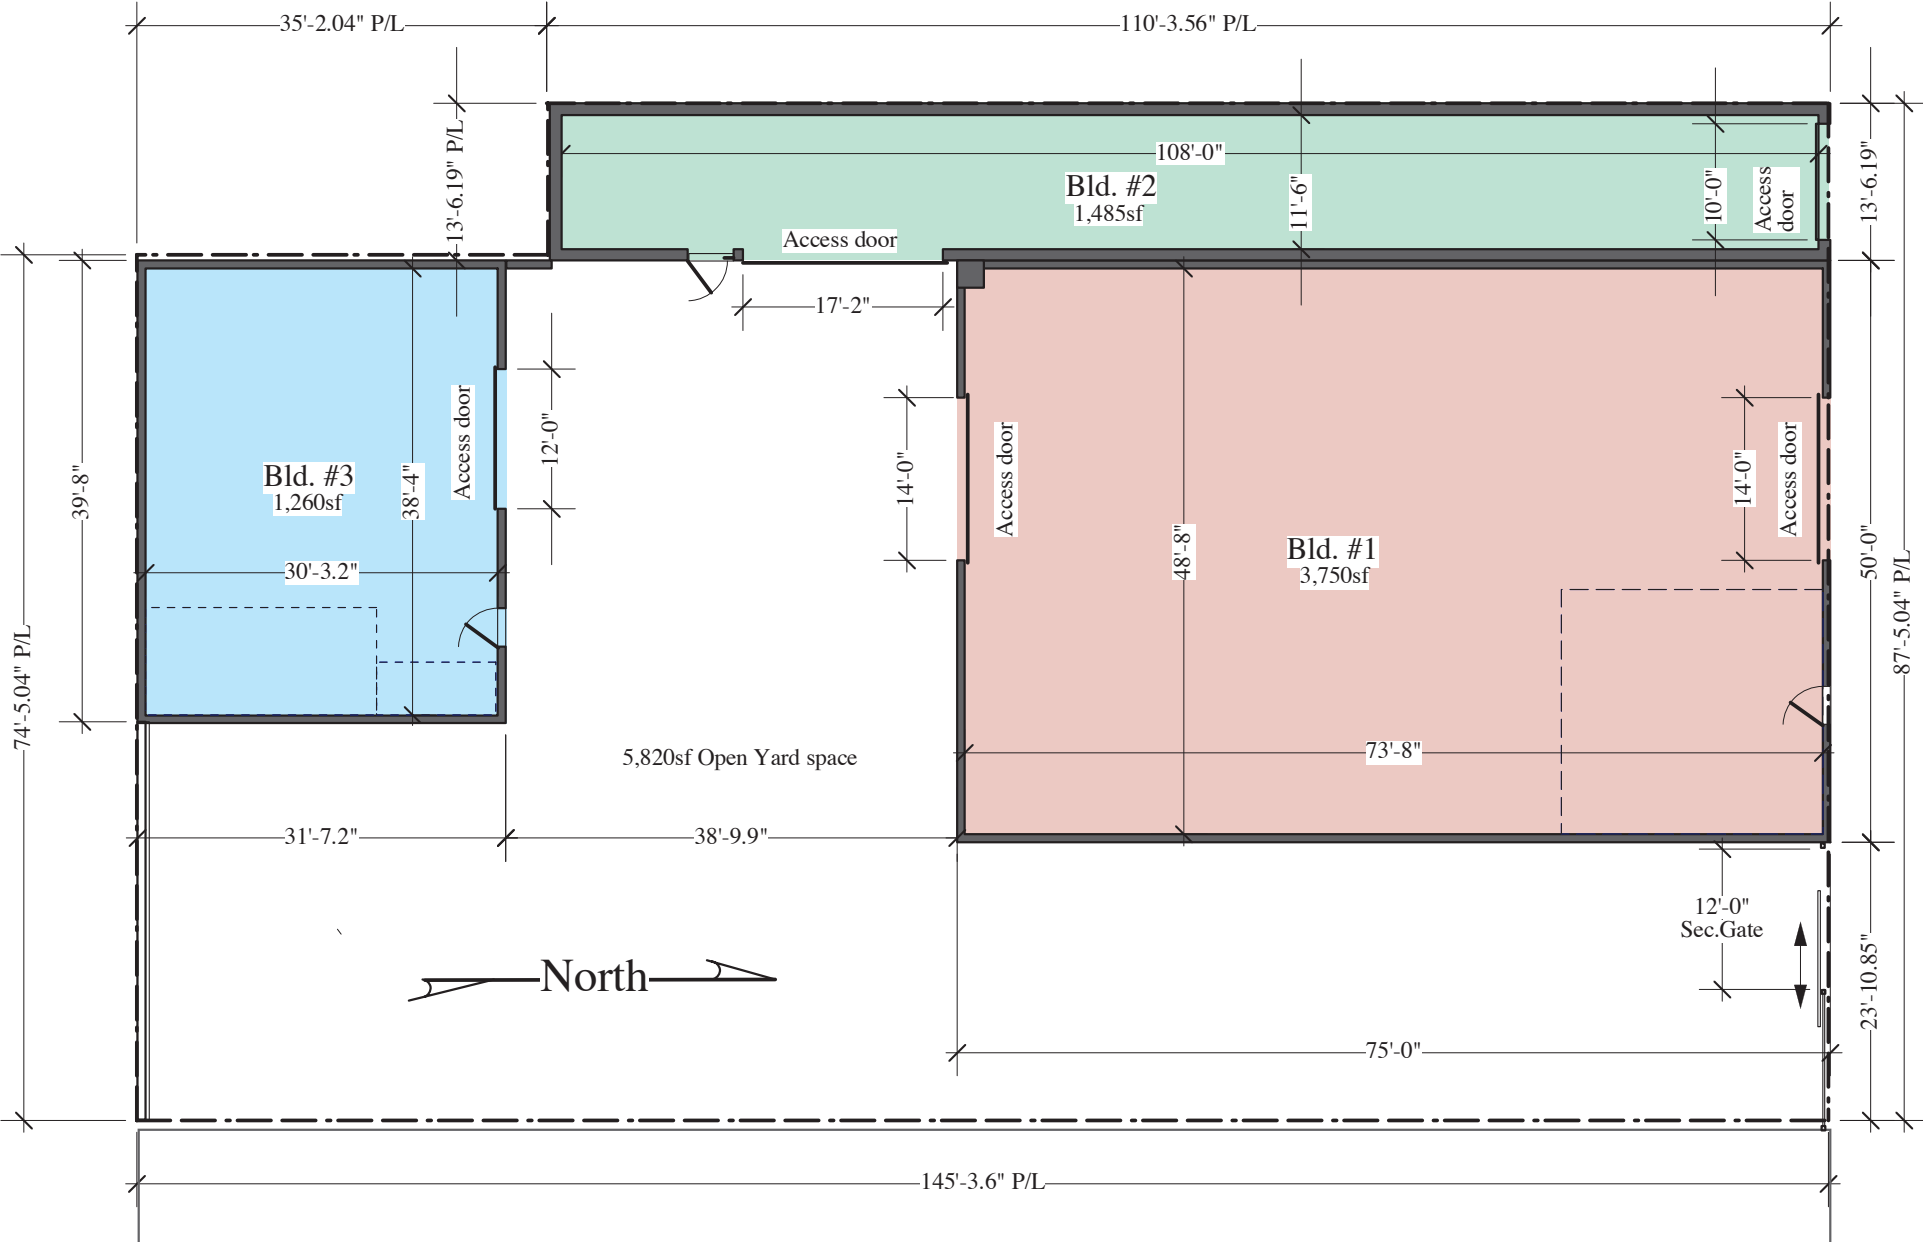 35'-2.04" P/L
110'-3.56" P/L
13'-6.19" P/L
108'-0"
Bld. #2
1,485sf
11'-6"
10'-0"
Access
door
13'-6.19"
Access door
17'-2"
Bld. #3
1,260sf
38'-4"
Access door
12'-0"
39'-8"
30'-3.2"
74'-5.04" P/L
14'-0"
Access door
48'-8"
Bld. #1
3,750sf
14'-0"
Access door
50'-0"
87'-5.04" P/L
73'-8"
5,820sf Open Yard space
31'-7.2"
38'-9.9"
12'-0"
Sec.Gate
23'-10.85"
North
75'-0"
145'-3.6" P/L